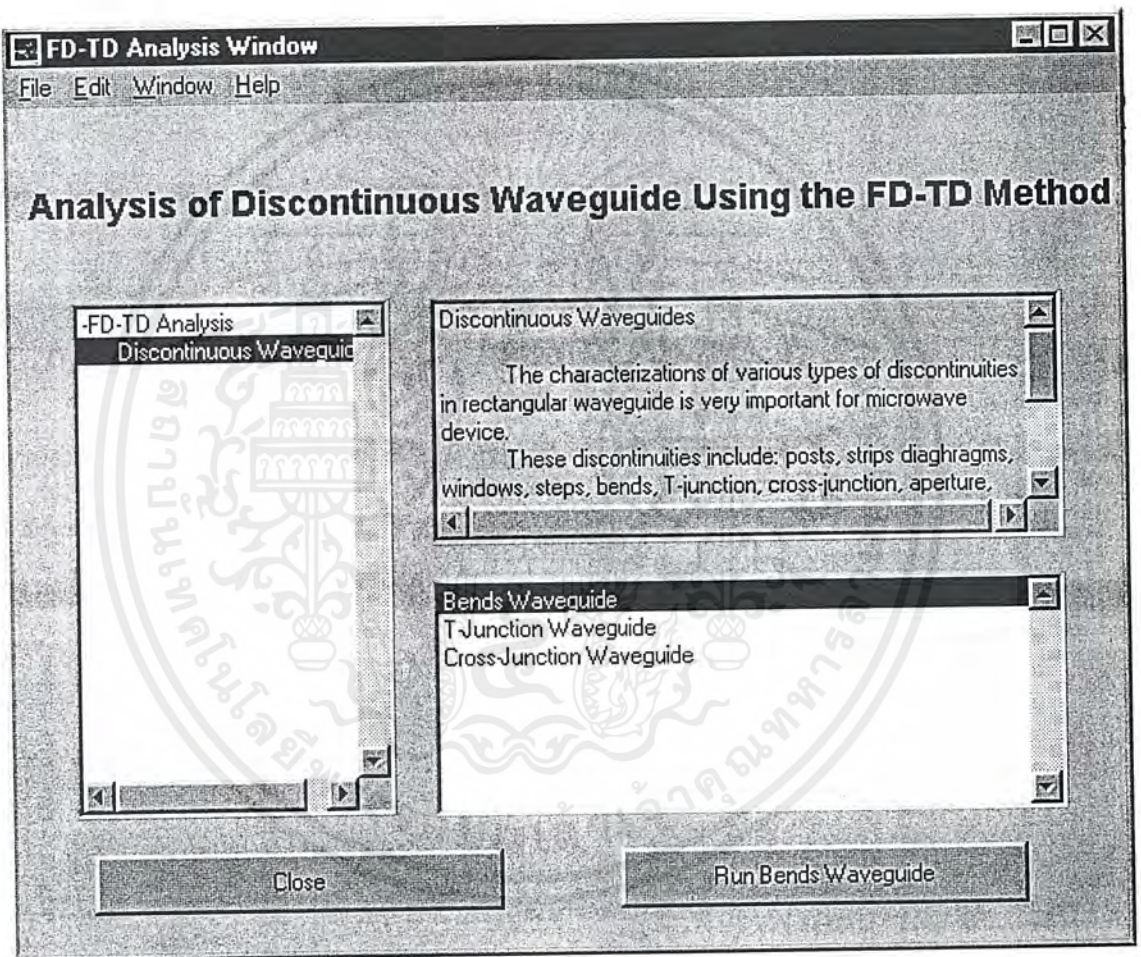 FD-TD Analysis Window
File Edit Window Help
Analysis of Discontinuous Waveguide Using the FD-TD Method
-FD-TD Analysis
Discontinuous Waveguid
Discontinuous Waveguides
The characterizations of various types of discontinuities
in rectangular waveguide is very important for microwave
device.
These discontinuities include: posts, strips diaghragms,
windows, steps, bends, T-junction, cross-junction, aperture,
Bends Waveguide
T-Junction Waveguide
Cross-Junction Waveguide
Close
Run Bends Waveguide